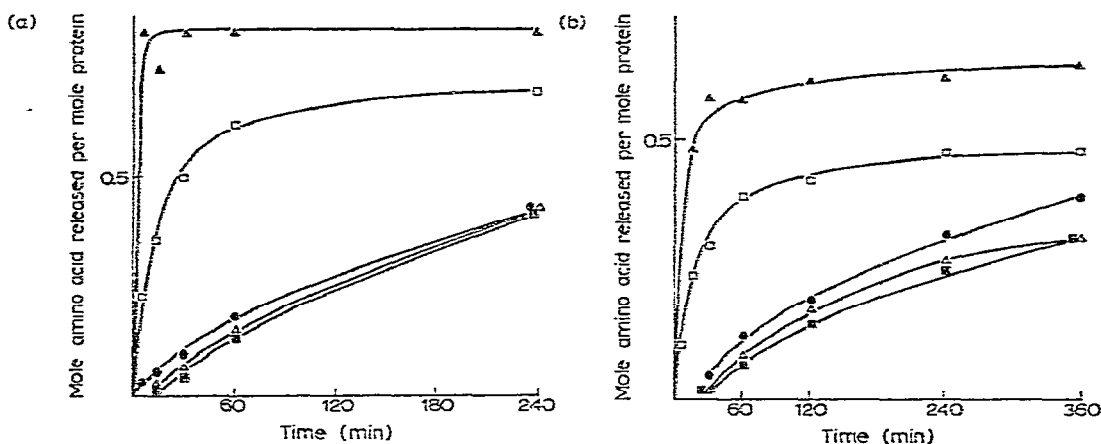 (a)
Mole amino acid released per mole protein
0.5
60
120
180
240
Time (min)
(b)
Mole amino acid released per mole protein
0.5
60
120
240
360
Time (min)